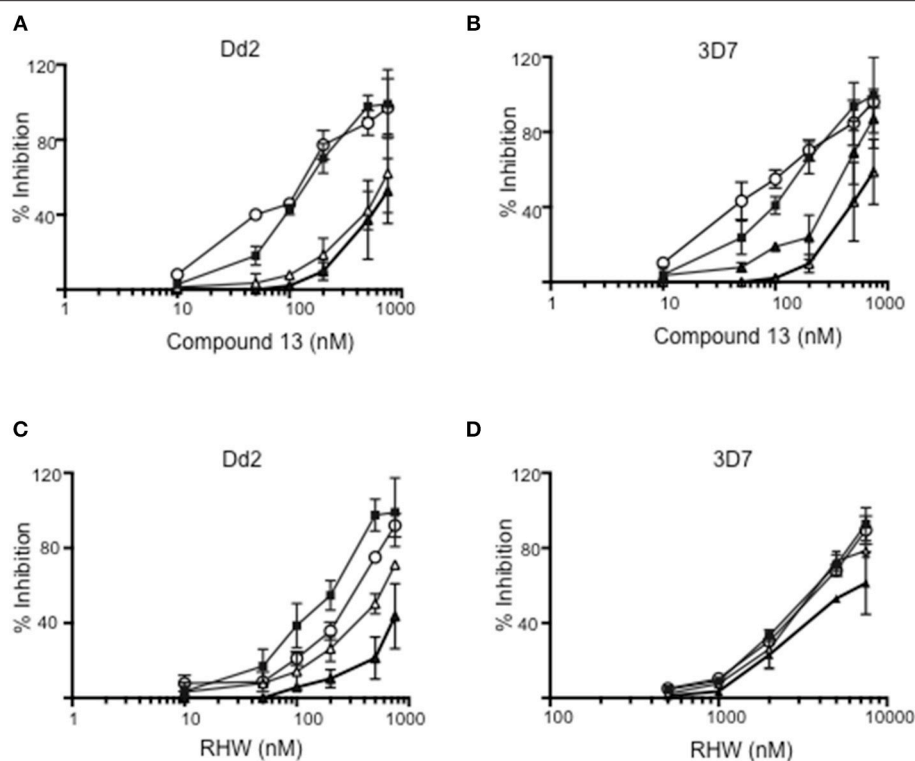 A
Dd2
120
80
40
% Inhibition
1 10 100 1000
Compound 13 (nM)
B
3D7
120
80
40
% Inhibition
1 10 100 1000
Compound 13 (nM)
C
Dd2
120
80
40
% Inhibition
1 10 100 1000
RHW (nM)
D
3D7
120
80
40
% Inhibition
100 1000 10000
RHW (nM)